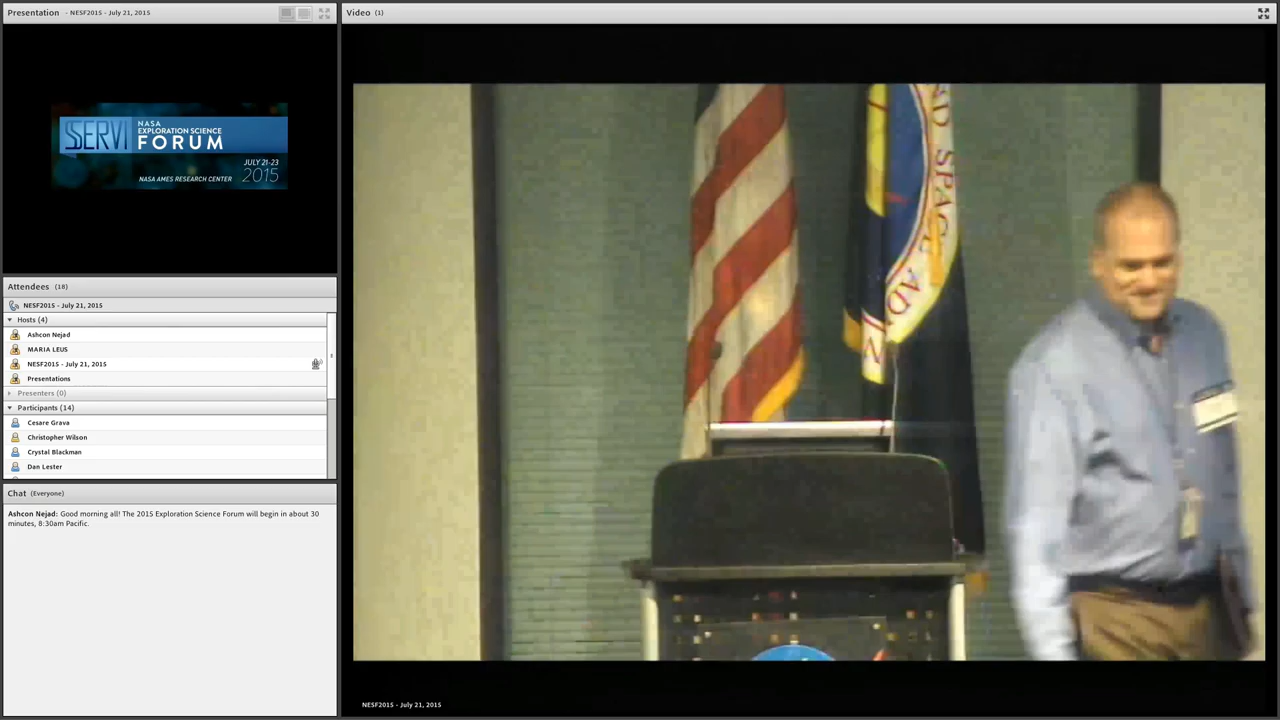 Presentation - NESF2015 - July 21, 2015
SSERVI
NASA
EXPLORATION SCIENCE
FORUM
JULY 21-23
2015
NASA AMES RESEARCH CENTER
Attendees (18)
NESF2015 - July 21, 2015
Hosts (4)
Ashcon Nejad
MARIA LEUS
NESF2015 - July 21, 2015
Presentations
Presenters (0)
Participants (14)
Cesare Grava
Christopher Wilson
Crystal Blackman
Dan Lester
Chat (Everyone)
Ashcon Nejad: Good morning all! The 2015 Exploration Science Forum will begin in about 30
minutes, 8:30am Pacific.
Video (1)
ND SPACE AD
N
NESF2015 - July 21, 2015